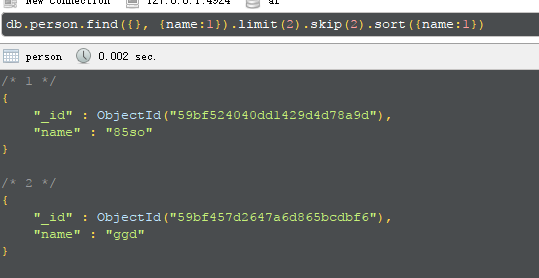 New Connection 127.0.0.1:4924 al
db.person.find({}, {name:1}).limit(2).skip(2).sort({name:1})
person 0.002 sec.
/* 1 */
{
"_id" : ObjectId("59bf524040dd1429d4d78a9d"),
"name" : "85so"
}
/* 2 */
{
"_id" : ObjectId("59bf457d2647a6d865bcdbf6"),
"name" : "ggd"
}